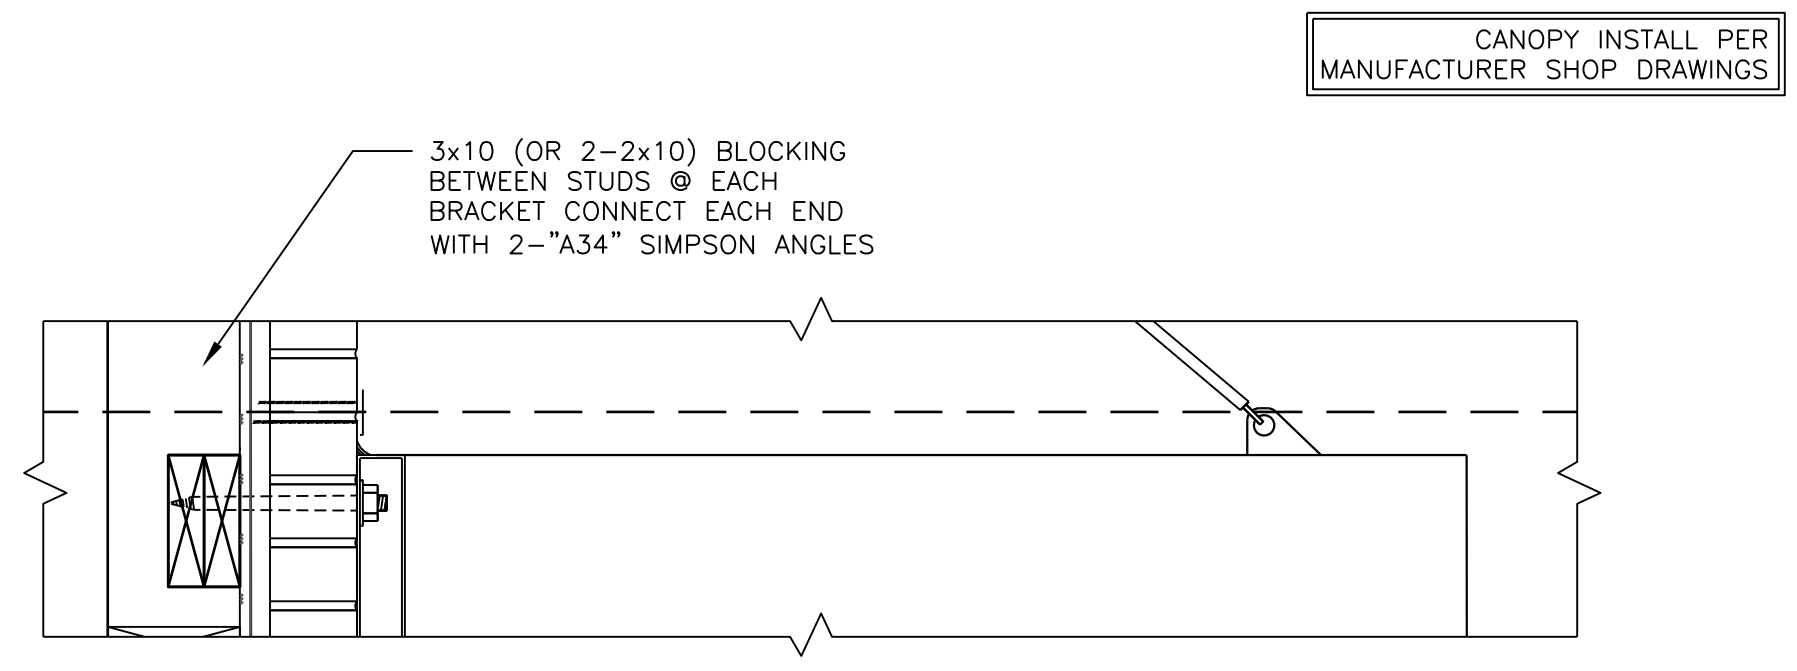 CANOPY INSTALL PER
MANUFACTURER SHOP DRAWINGS
3x10 (OR 2-2x10) BLOCKING
BETWEEN STUDS @ EACH
BRACKET CONNECT EACH END
WITH 2-"A34" SIMPSON ANGLES